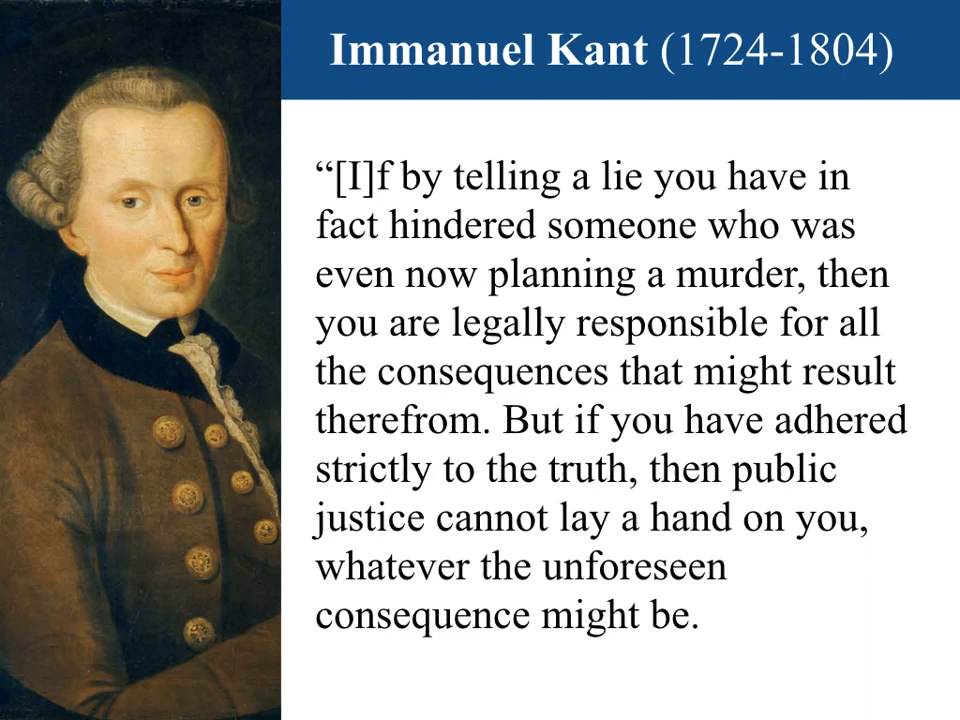 Immanuel Kant (1724-1804)
“[I]f by telling a lie you have in
fact hindered someone who was
even now planning a murder, then
you are legally responsible for all
the consequences that might result
therefrom. But if you have adhered
strictly to the truth, then public
justice cannot lay a hand on you,
whatever the unforeseen
consequence might be.